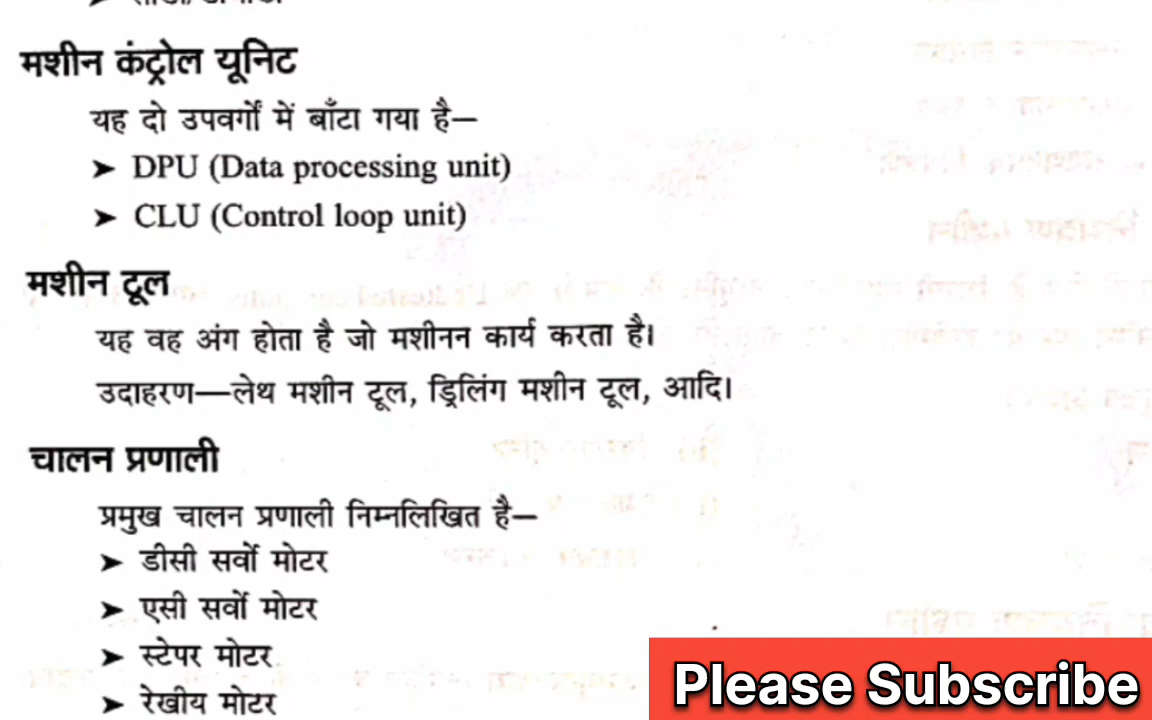 मशीन कंट्रोल यूनिट
यह दो उपवर्गों में बाँटा गया है—
➤ DPU (Data processing unit)
➤ CLU (Control loop unit)
मशीन टूल
यह वह अंग होता है जो मशीनन कार्य करता है।
उदाहरण—लेथ मशीन टूल, ड्रिलिंग मशीन टूल, आदि।
चालन प्रणाली
प्रमुख चालन प्रणाली निम्नलिखित है—
➤ डीसी सर्वो मोटर
➤ एसी सर्वो मोटर
➤ स्टेपर मोटर
➤ रेखीय मोटर
Please Subscribe